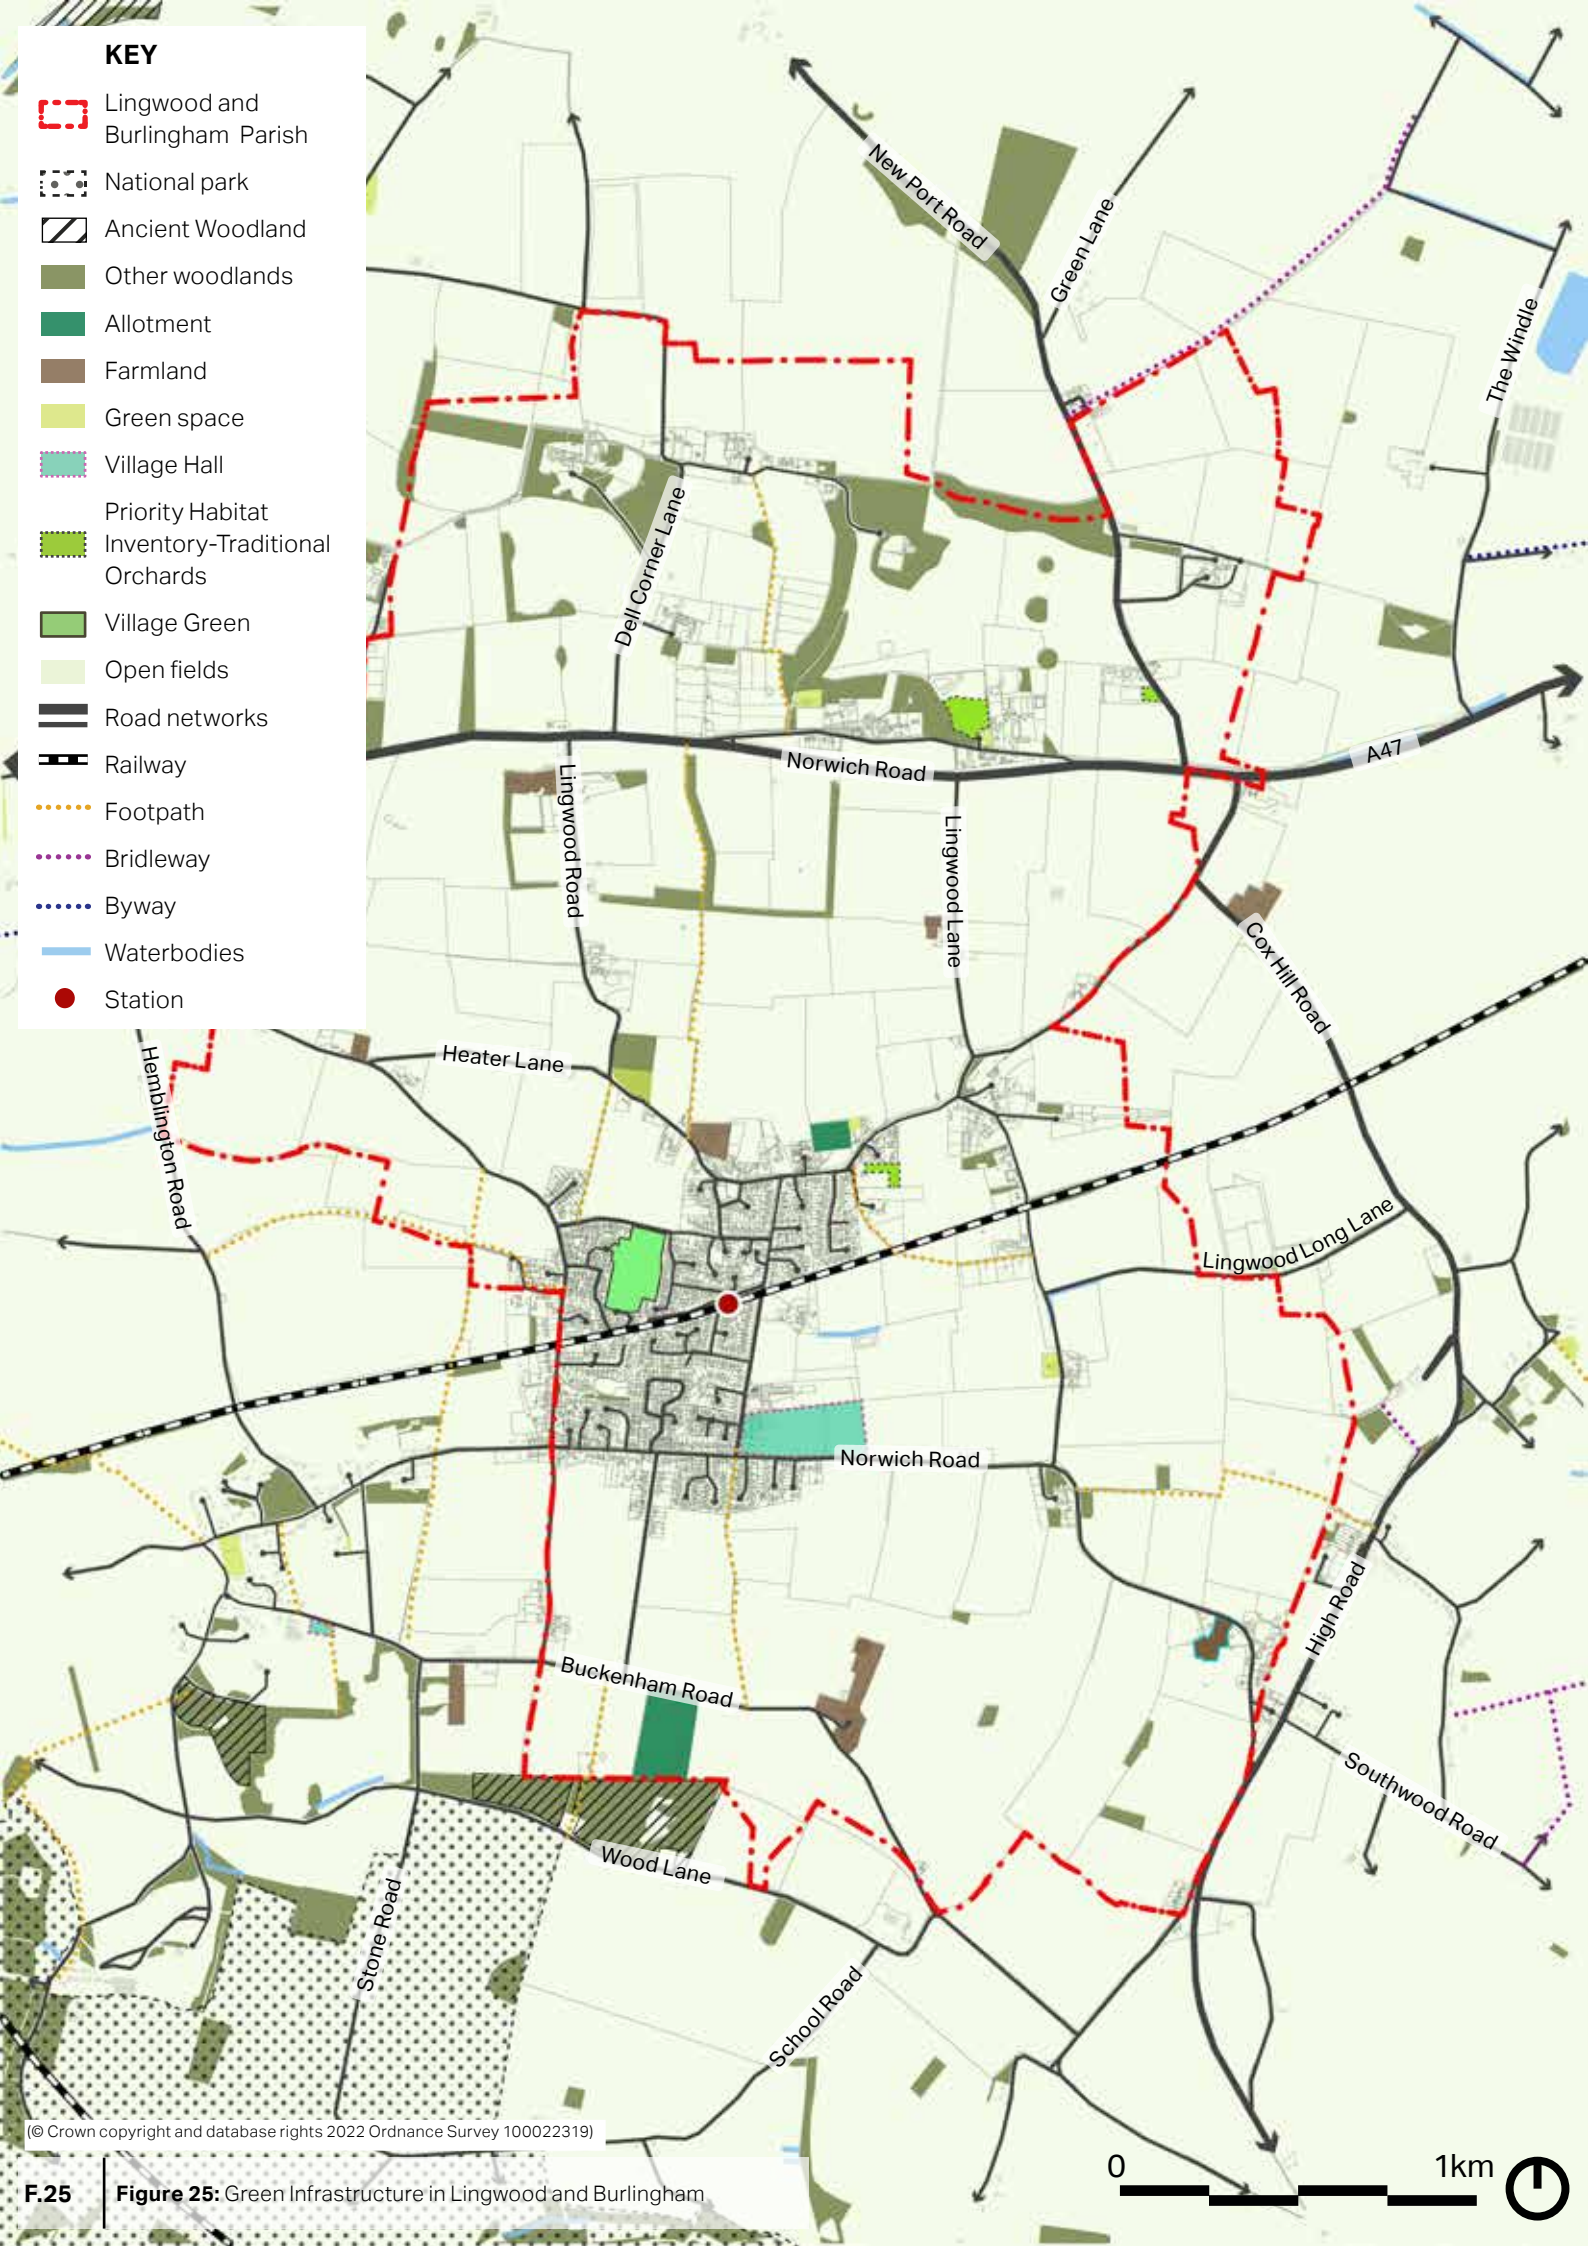 KEY
Lingwood and
Burlingham Parish
National park
Ancient Woodland
Other woodlands
Allotment
Farmland
Green space
Village Hall
Priority Habitat
Inventory-Traditional
Orchards
Village Green
Open fields
Road networks
Railway
Footpath
Bridleway
Byway
Waterbodies
Station
New Port Road
Green Lane
The Windle
Dell Corner Lane
A47
Norwich Road
Lingwood Road
Lingwood Lane
Cox Hill Road
Heater Lane
Hemblington Road
Lingwood Long Lane
Norwich Road
High Road
Buckenham Road
Southwood Road
Wood Lane
Stone Road
School Road
(© Crown copyright and database rights 2022 Ordnance Survey 100022319)
0 1km
F.25 Figure 25: Green Infrastructure in Lingwood and Burlingham